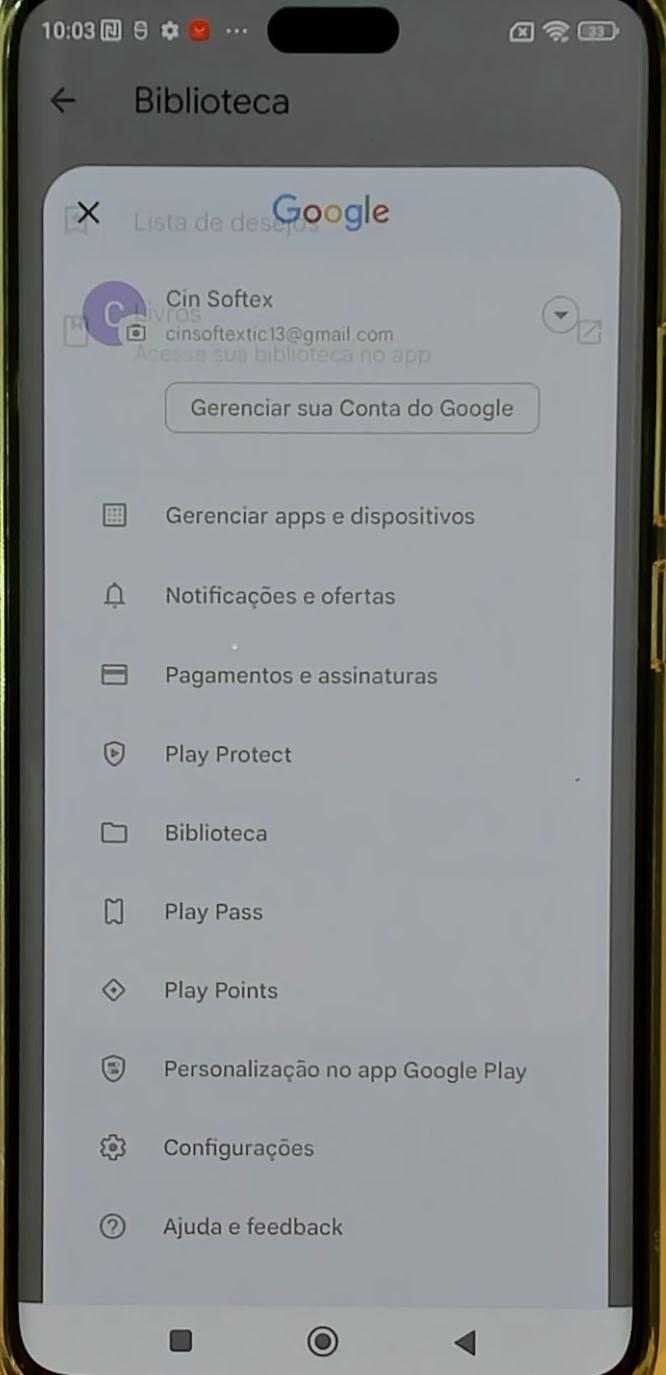 10:03
33
Biblioteca
Google
Lista de desejos
Cin Softex
Livros
cinsoftextic13@gmail.com
Acesse sua biblioteca no app
Gerenciar sua Conta do Google
Gerenciar apps e dispositivos
Notificações e ofertas
Pagamentos e assinaturas
Play Protect
Biblioteca
Play Pass
Play Points
Personalização no app Google Play
Configurações
Ajuda e feedback